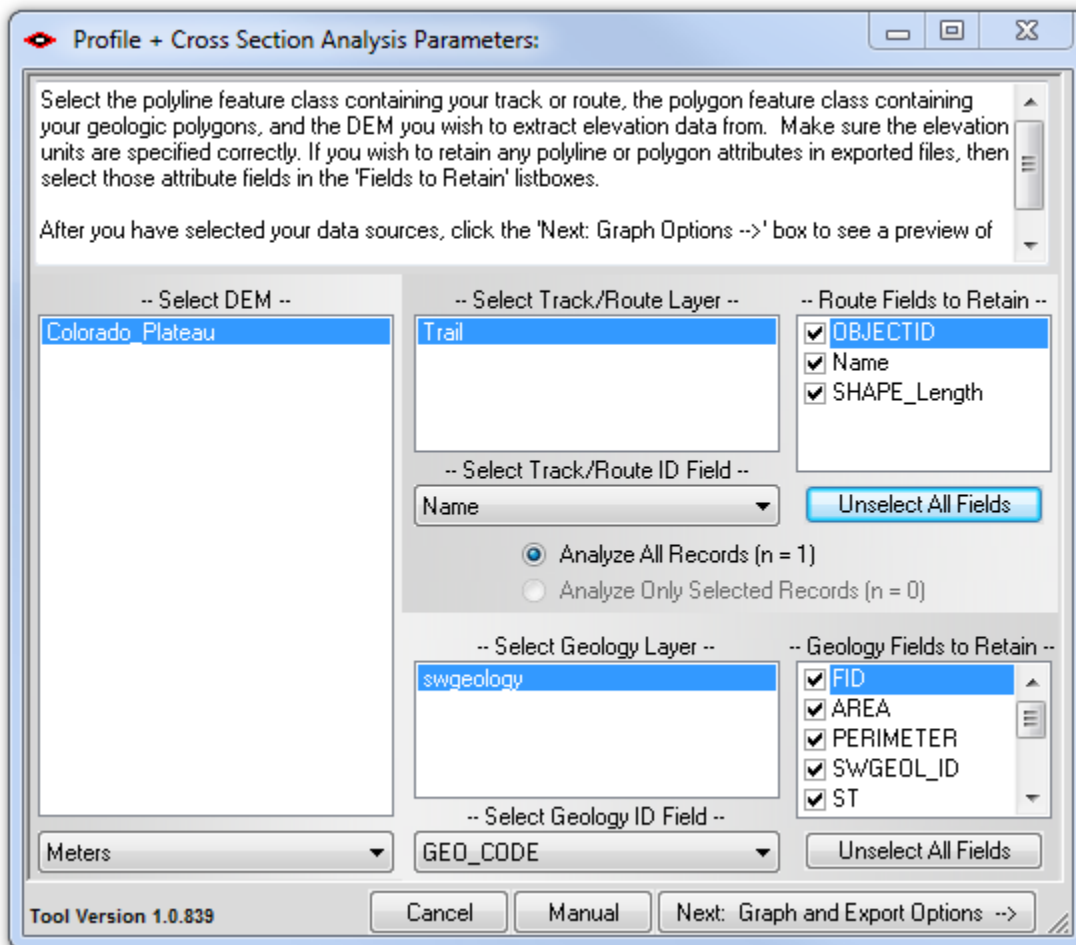 Profile + Cross Section Analysis Parameters:
Select the polyline feature class containing your track or route, the polygon feature class containing
your geologic polygons, and the DEM you wish to extract elevation data from. Make sure the elevation
units are specified correctly. If you wish to retain any polyline or polygon attributes in exported files, then
select those attribute fields in the 'Fields to Retain' listboxes.
After you have selected your data sources, click the 'Next: Graph Options -->' box to see a preview of
-- Select DEM --
Colorado_Plateau
Meters
-- Select Track/Route Layer --
Trail
-- Select Track/Route ID Field --
Name
-- Route Fields to Retain --
OBJECTID
Name
SHAPE_Length
Unselect All Fields
Analyze All Records (n = 1)
Analyze Only Selected Records (n = 0)
-- Select Geology Layer --
swgeology
-- Select Geology ID Field --
GEO_CODE
-- Geology Fields to Retain --
FID
AREA
PERIMETER
SWGEOL_ID
ST
Unselect All Fields
Tool Version 1.0.839
Cancel
Manual
Next: Graph and Export Options -->